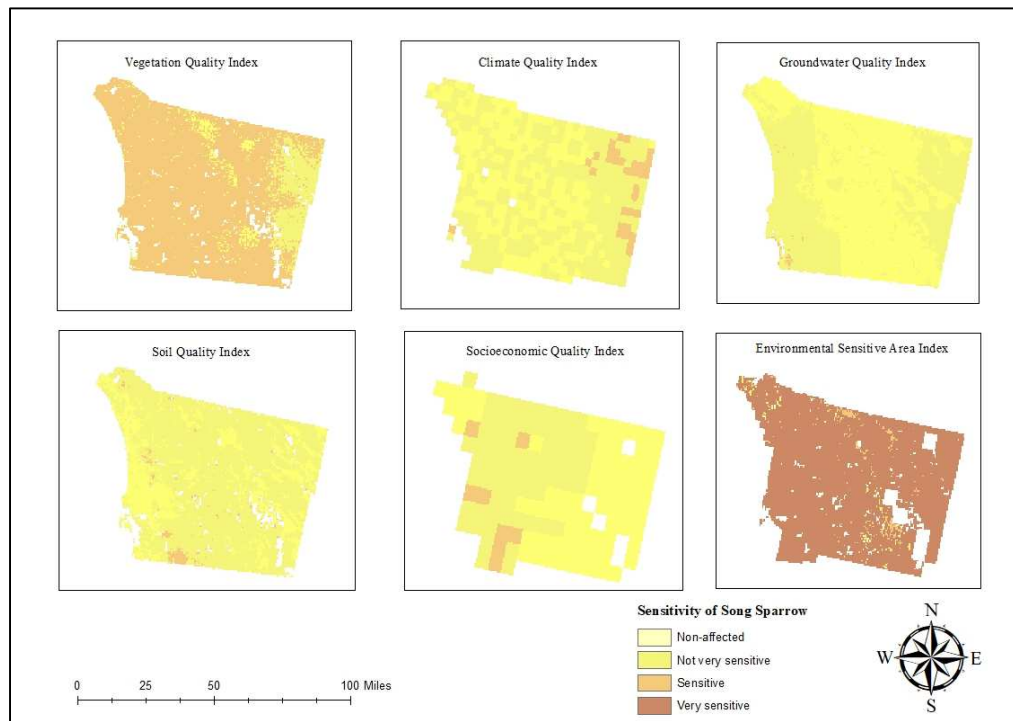 Vegetation Quality Index
Climate Quality Index
Groundwater Quality Index
Soil Quality Index
Socioeconomic Quality Index
Environmental Sensitive Area Index
Sensitivity of Song Sparrow
Non-affected
Not very sensitive
Sensitive
Very sensitive
N
W
E
S
0 25 50 100 Miles